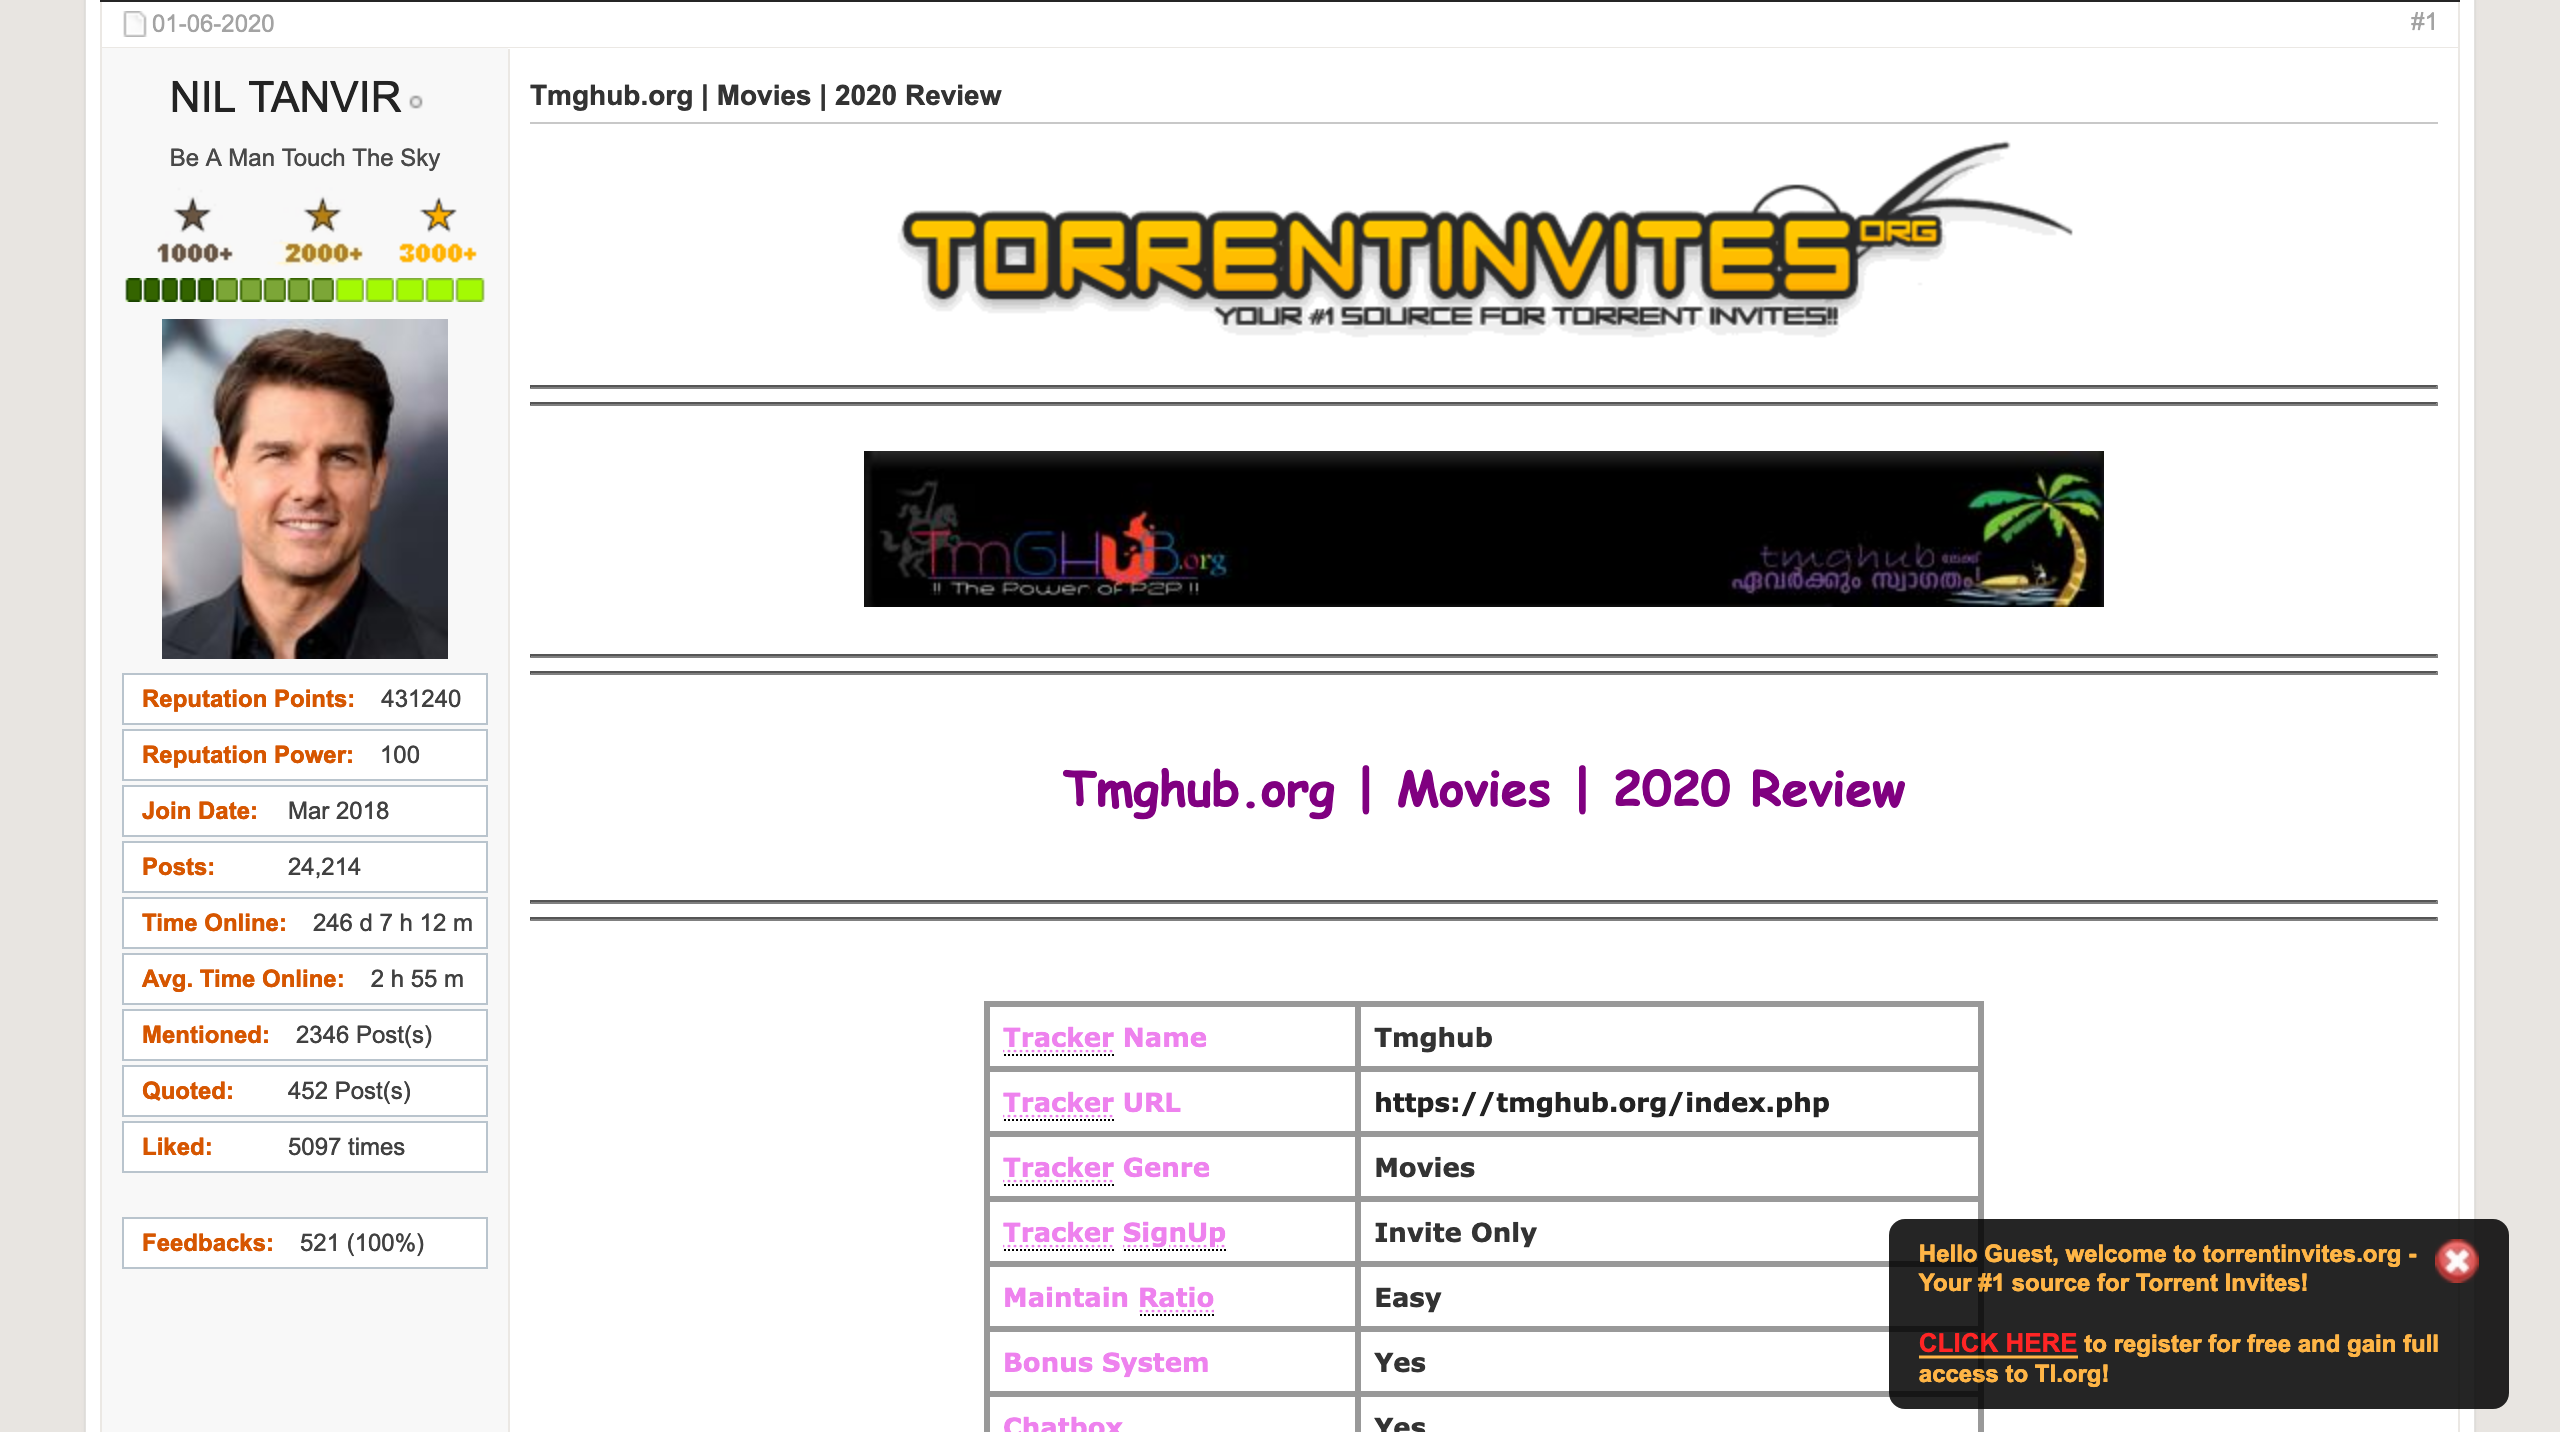 01-06-2020
#1
NIL TANVIR
Be A Man Touch The Sky
1000+ 2000+ 3000+
Reputation Points: 431240
Reputation Power: 100
Join Date: Mar 2018
Posts: 24,214
Time Online: 246 d 7 h 12 m
Avg. Time Online: 2 h 55 m
Mentioned: 2346 Post(s)
Quoted: 452 Post(s)
Liked: 5097 times
Feedbacks: 521 (100%)
Tmghub.org | Movies | 2020 Review
TORRENTINVITES ORG
YOUR #1 SOURCE FOR TORRENT INVITES!!
TmGHUB.org
!! The Power of P2P !!
tmghub ലേക്ക്
ഏവർക്കും സ്വാഗതം!
Tmghub.org | Movies | 2020 Review
Tracker Name Tmghub
Tracker URL https://tmghub.org/index.php
Tracker Genre Movies
Tracker SignUp Invite Only
Maintain Ratio Easy
Bonus System Yes
Chatbox Yes
Hello Guest, welcome to torrentinvites.org -
Your #1 source for Torrent Invites!
CLICK HERE to register for free and gain full
access to TI.org!